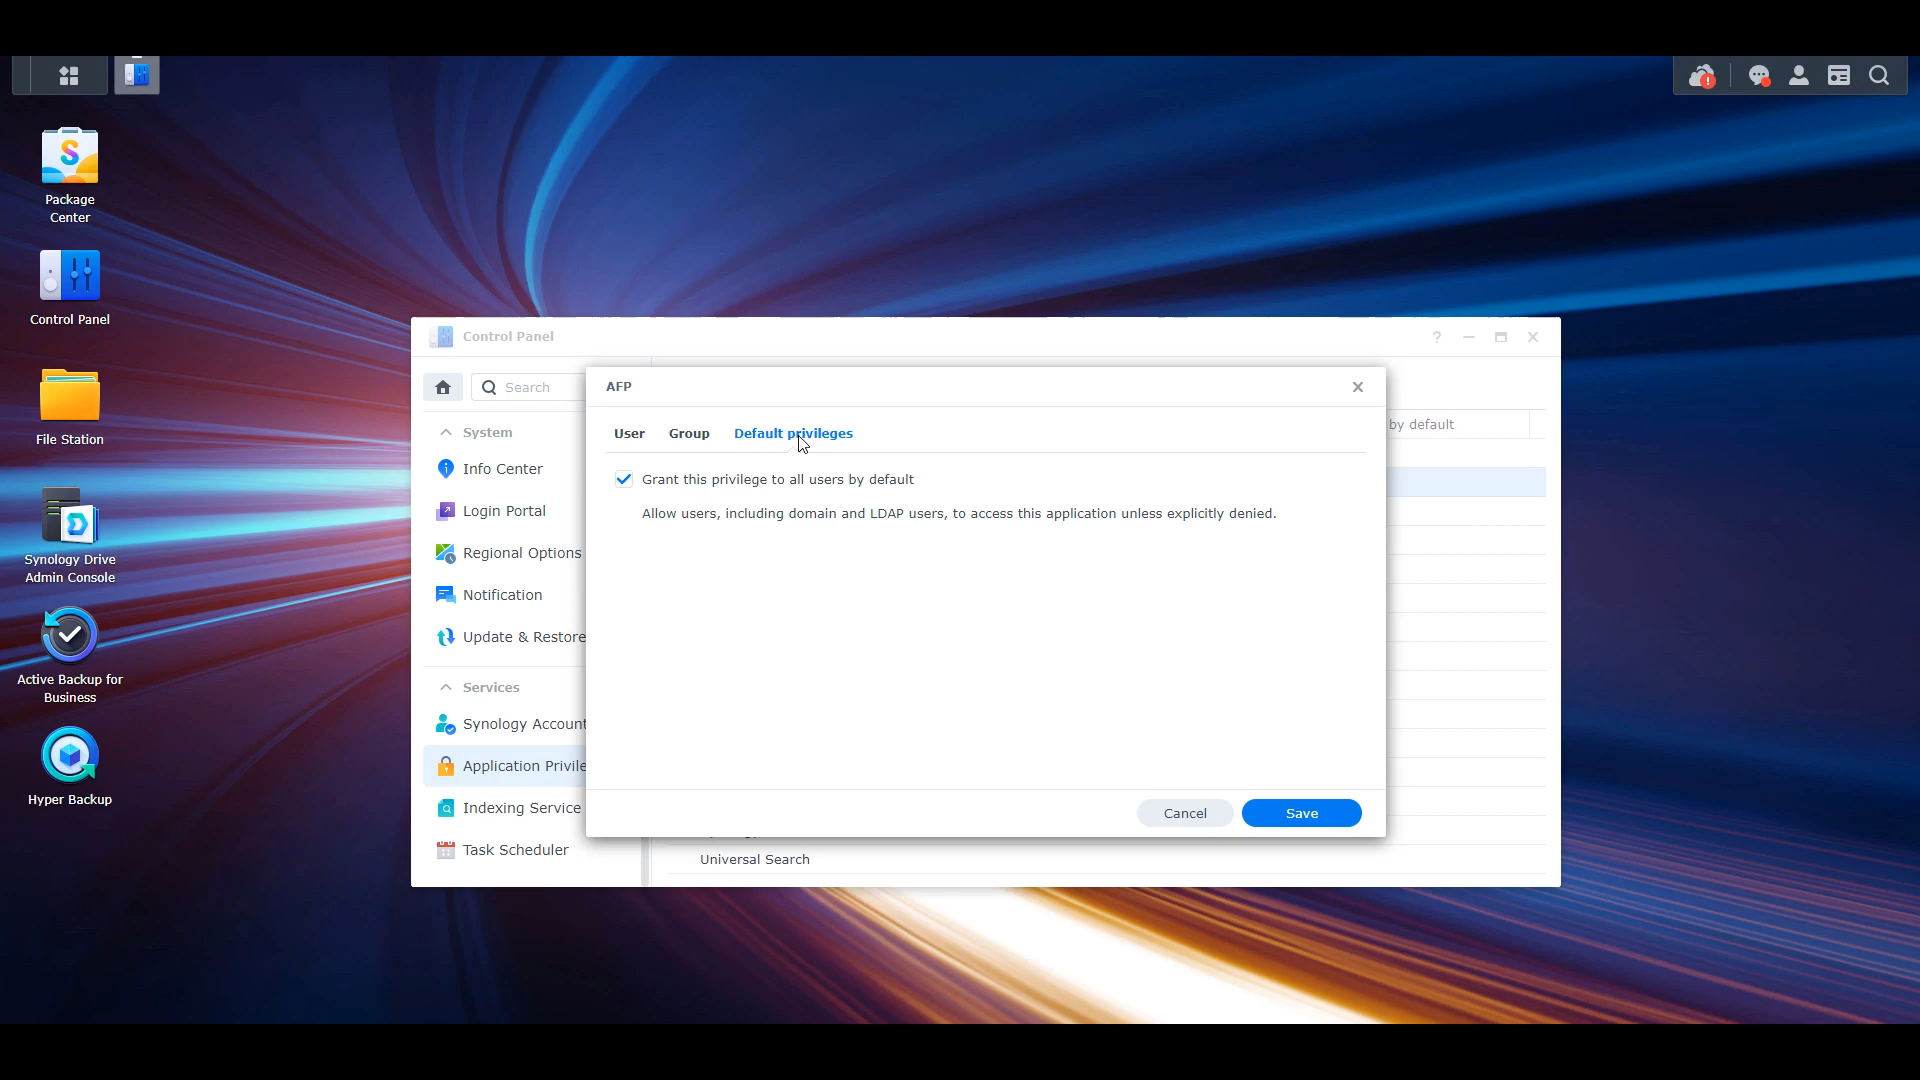 Package
Center
Control Panel
File Station
Synology Drive
Admin Console
Active Backup for
Business
Hyper Backup
Control Panel
Search
System
Info Center
Login Portal
Regional Options
Notification
Update & Restore
Services
Synology Account
Application Privile
Indexing Service
Task Scheduler
by default
Universal Search
AFP
User Group Default privileges
Grant this privilege to all users by default
Allow users, including domain and LDAP users, to access this application unless explicitly denied.
Cancel Save